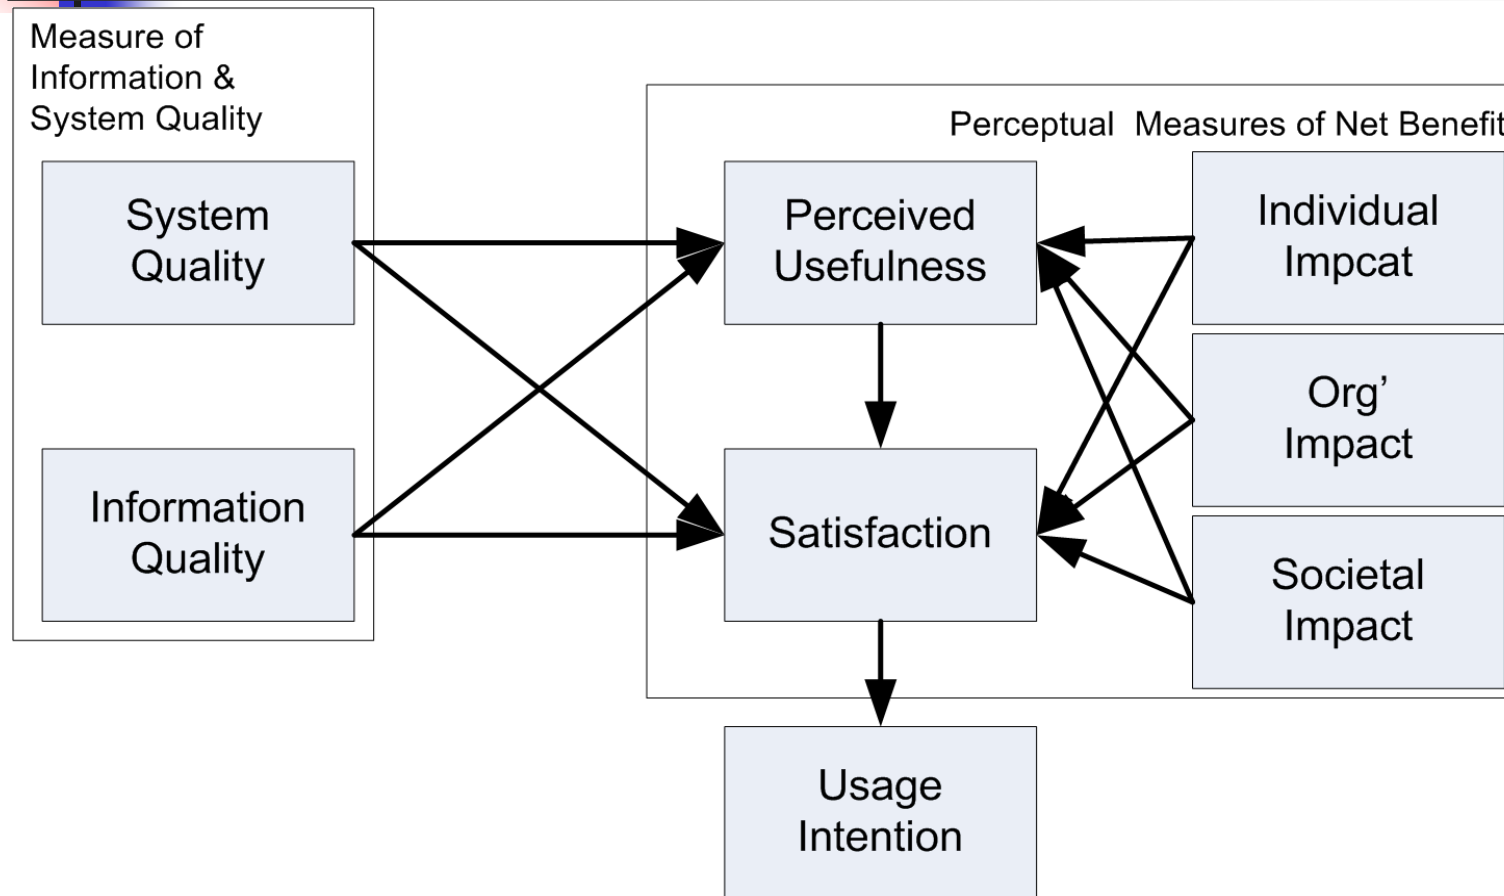 Measure of
Information &
System Quality
System
Quality
Information
Quality
Perceptual Measures of Net Benefit
Perceived
Usefulness
Satisfaction
Individual
Impcat
Org’
Impact
Societal
Impact
Usage
Intention